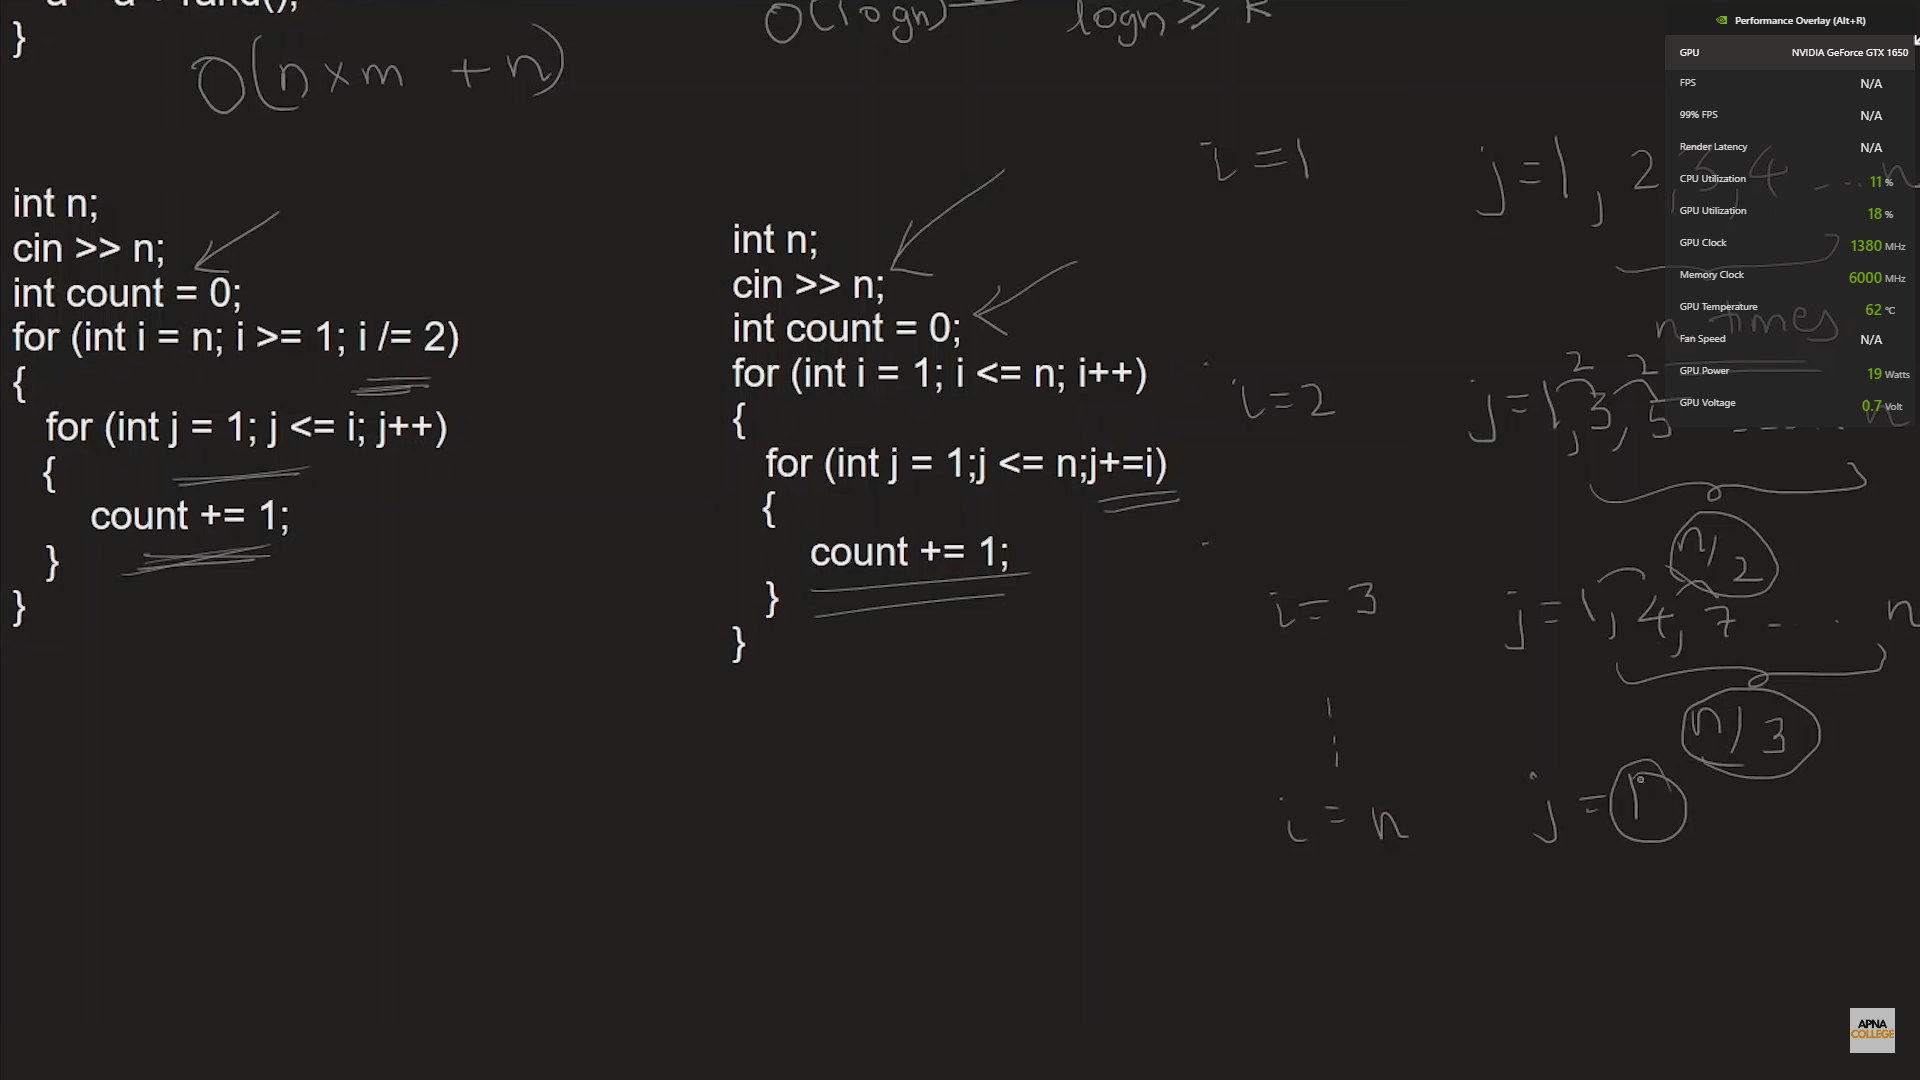 }
O(n×m + n)
O(logn)
logn ≥ k
int n;
cin >> n;
int count = 0;
for (int i = n; i >= 1; i /= 2)
{
for (int j = 1; j <= i; j++)
{
count += 1;
}
}
int n;
cin >> n;
int count = 0;
for (int i = 1; i <= n; i++)
{
for (int j = 1;j <= n;j+=i)
{
count += 1;
}
}
i = 1 j = 1, 2, 3, 4 ... n
n times
i = 2 j = 1, 3, 5 ---- n
2 2
n/2
i = 3 j = 1, 4, 7 - ... n
n/3
i = n j = 1
Performance Overlay (Alt+R)
GPU NVIDIA GeForce GTX 1650
FPS N/A
99% FPS N/A
Render Latency N/A
CPU Utilization 11 %
GPU Utilization 18 %
GPU Clock 1380 MHz
Memory Clock 6000 MHz
GPU Temperature 62 °C
Fan Speed N/A
GPU Power 19 Watts
GPU Voltage 0.7 Volt
APNA
COLLEGE